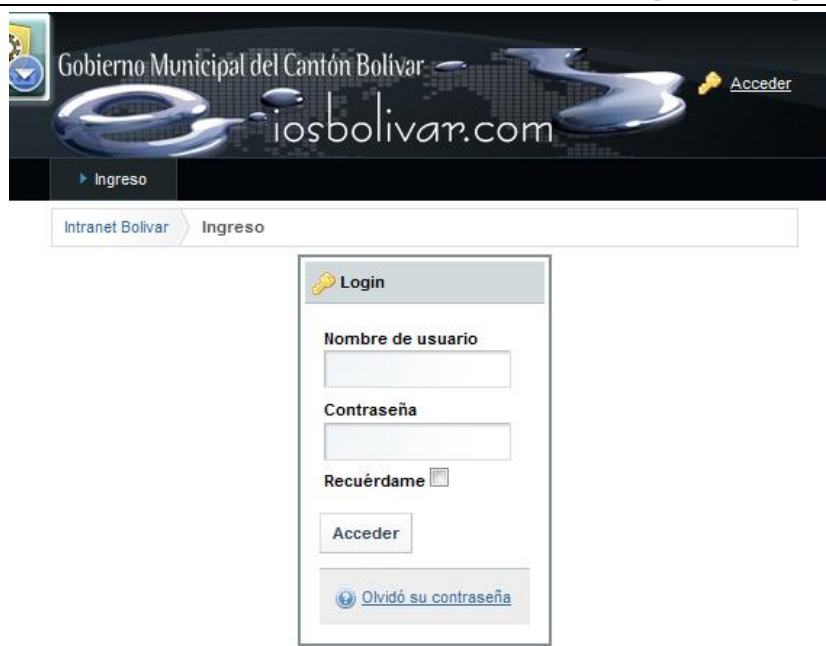 Gobierno Municipal del Cantón Bolívar
Acceder
e-iosbolivar.com
Ingreso
Intranet Bolivar
Ingreso
Login
Nombre de usuario
Contraseña
Recuérdame
Acceder
Olvidó su contraseña